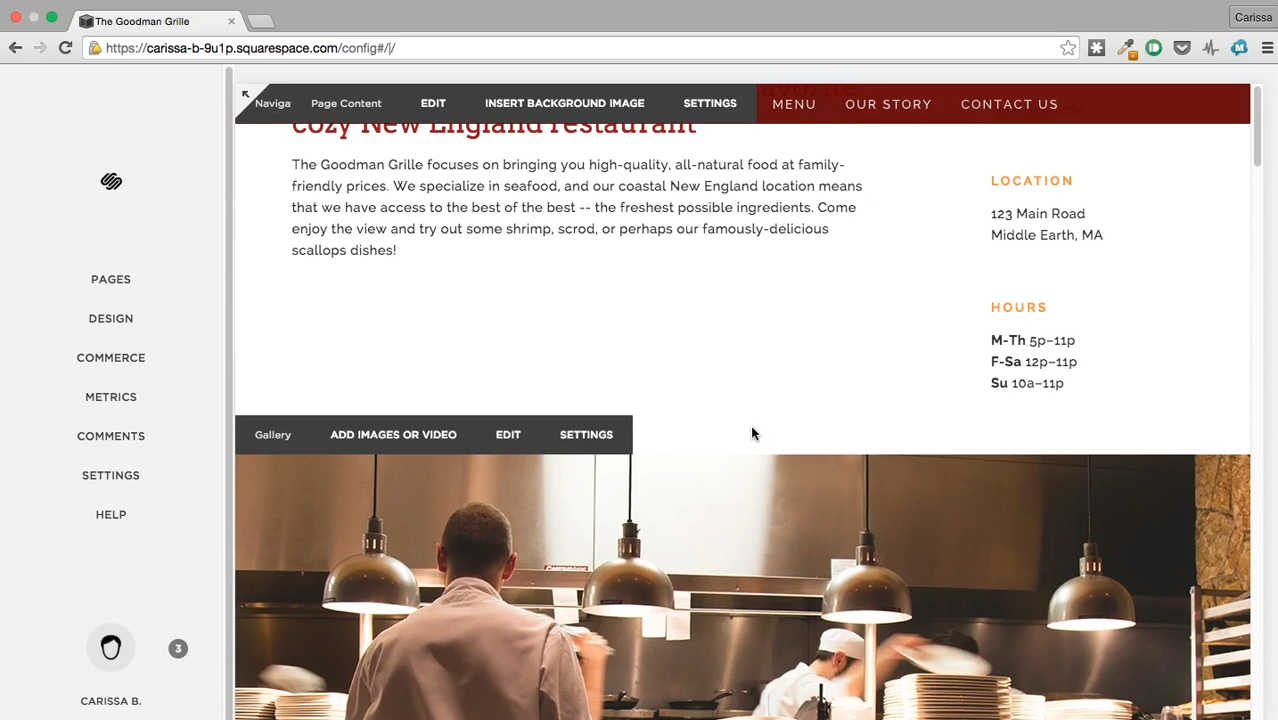 The Goodman Grille
Carissa
https://carissa-b-9u1p.squarespace.com/config#/|/
Naviga Page Content EDIT INSERT BACKGROUND IMAGE SETTINGS MENU OUR STORY CONTACT US
cozy New England restaurant
The Goodman Grille focuses on bringing you high-quality, all-natural food at family-
friendly prices. We specialize in seafood, and our coastal New England location means
that we have access to the best of the best -- the freshest possible ingredients. Come
enjoy the view and try out some shrimp, scrod, or perhaps our famously-delicious
scallops dishes!
LOCATION
123 Main Road
Middle Earth, MA
HOURS
M-Th 5p–11p
F-Sa 12p–11p
Su 10a–11p
PAGES
DESIGN
COMMERCE
METRICS
COMMENTS
SETTINGS
HELP
3
CARISSA B.
Gallery ADD IMAGES OR VIDEO EDIT SETTINGS